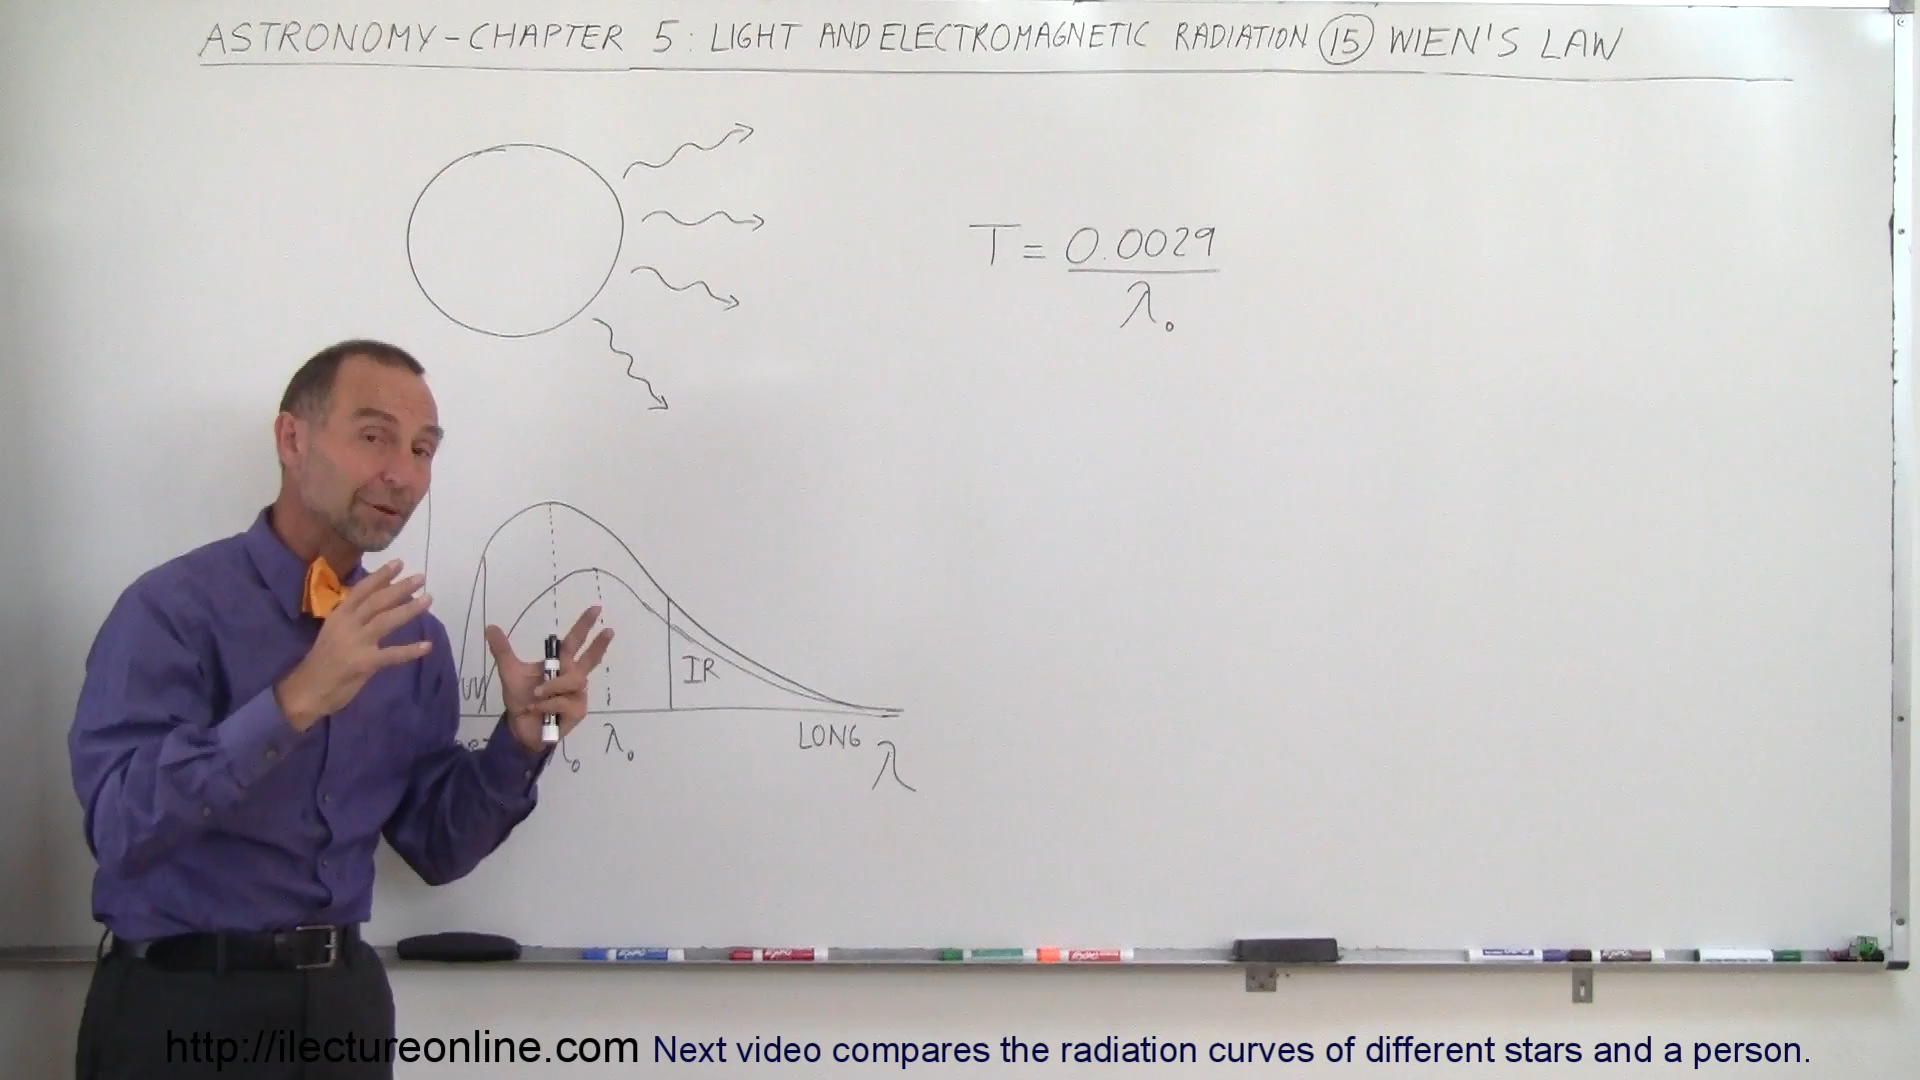 ASTRONOMY - CHAPTER 5: LIGHT AND ELECTROMAGNETIC RADIATION 15 WIEN'S LAW
T = 0.0029
λ₀
UV
IR
λ₀ λ₀
LONG λ
http://ilectureonline.com Next video compares the radiation curves of different stars and a person.